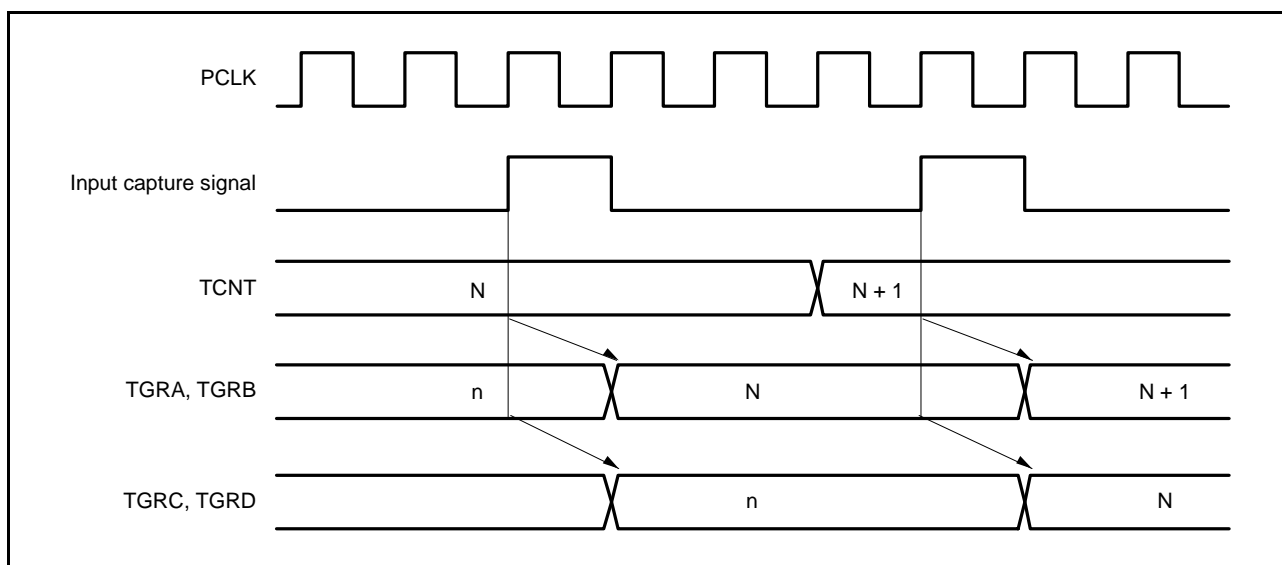 PCLK
Input capture signal
TCNT
N
N + 1
TGRA, TGRB
n
N
N + 1
TGRC, TGRD
n
N